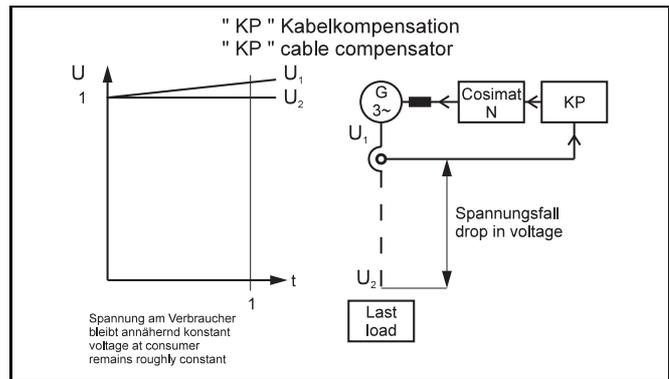 " KP " Kabelkompensation
" KP " cable compensator
U
1
U1
U2
t
1
Spannung am Verbraucher
bleibt annähernd konstant
voltage at consumer
remains roughly constant
G
3~
Cosimat
N
KP
U1
Spannungsfall
drop in voltage
U2
Last
load